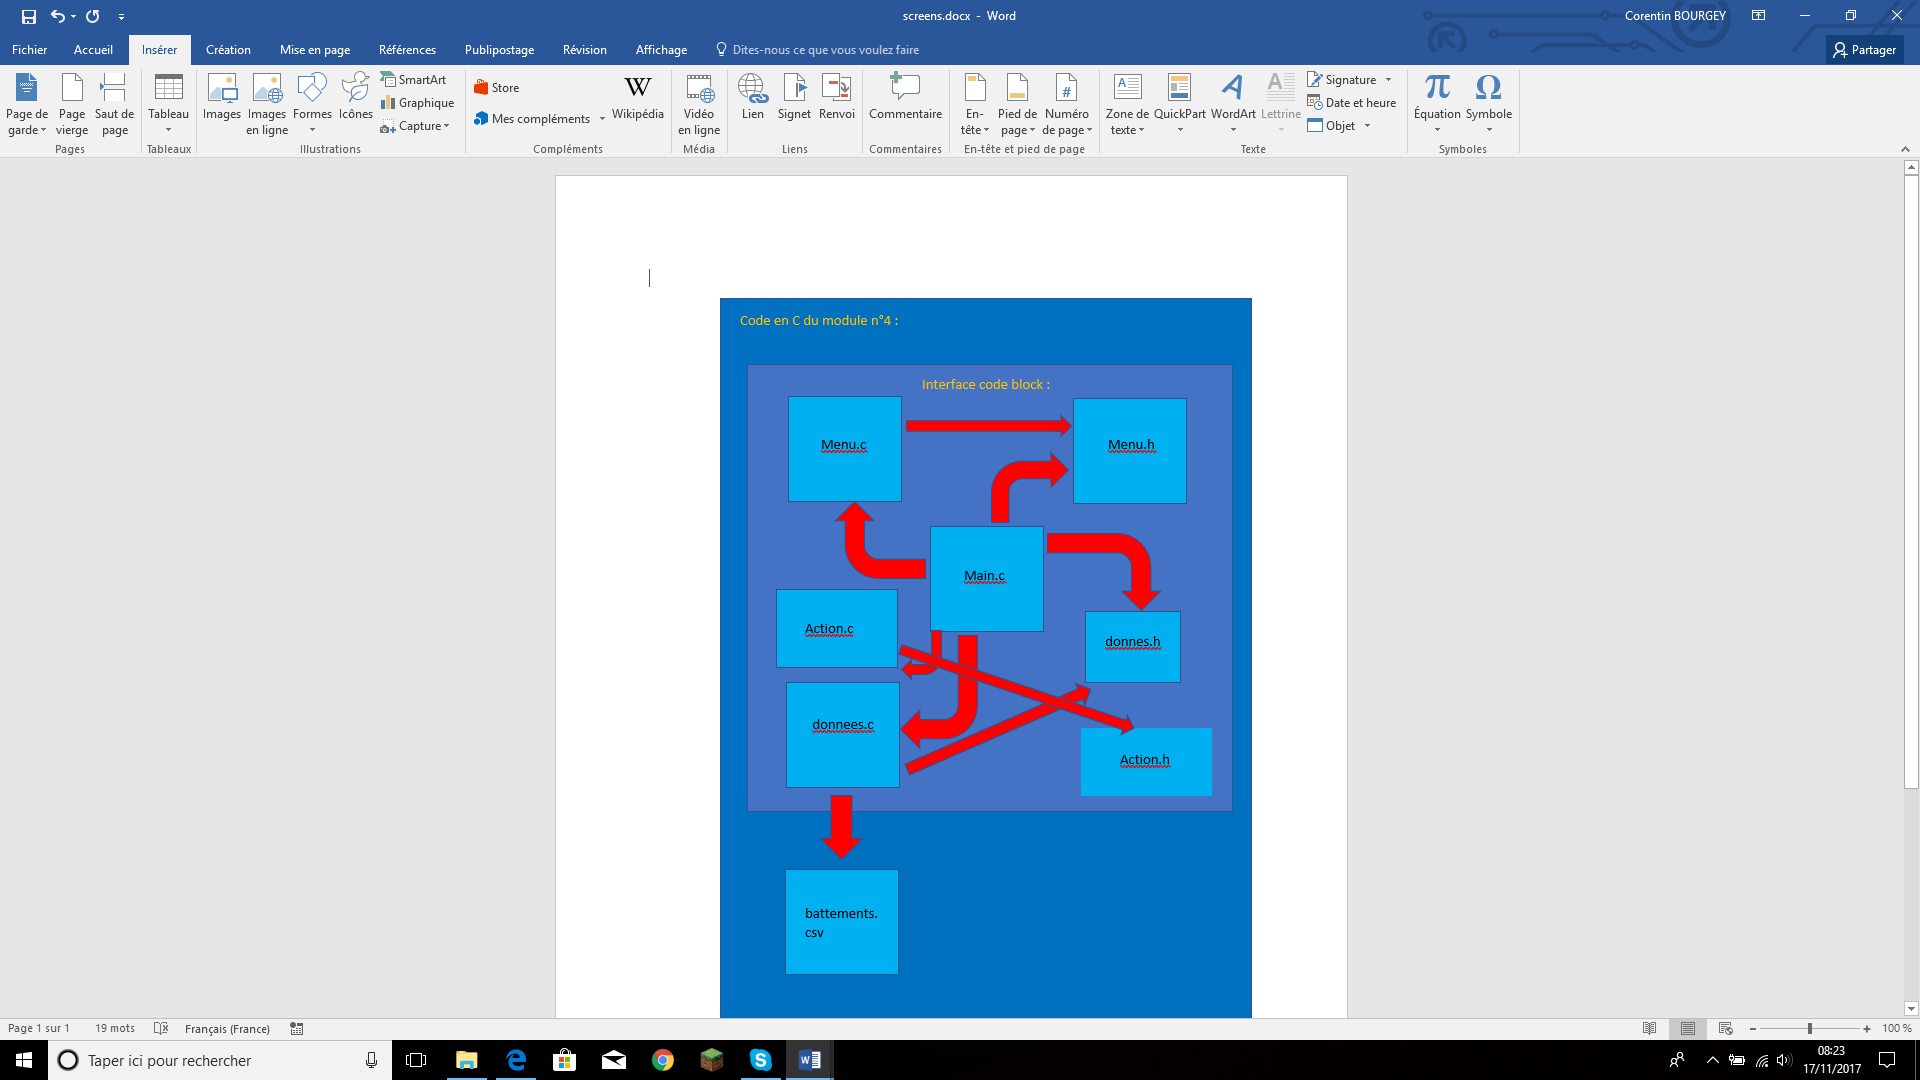 screens.docx - Word
Corentin BOURGEY
Fichier
Accueil
Insérer
Création
Mise en page
Références
Publipostage
Révision
Affichage
Dites-nous ce que vous voulez faire
Partager
Page de garde
Page vierge
Saut de page
Pages
Tableau
Tableaux
Images
Images en ligne
Formes
Icônes
SmartArt
Graphique
Capture
Illustrations
Store
Mes compléments
Wikipédia
Compléments
Vidéo en ligne
Média
Lien
Signet
Renvoi
Liens
Commentaire
Commentaires
En-tête
Pied de page
Numéro de page
En-tête et pied de page
Zone de texte
QuickPart
WordArt
Lettrine
Signature
Date et heure
Objet
Texte
Équation
Symbole
Symboles
Code en C du module n°4 :
Interface code block :
Menu.c
Menu.h
Main.c
Action.c
donnes.h
donnees.c
Action.h
battements.
csv
Page 1 sur 1
19 mots
Français (France)
100 %
Taper ici pour rechercher
08:23
17/11/2017